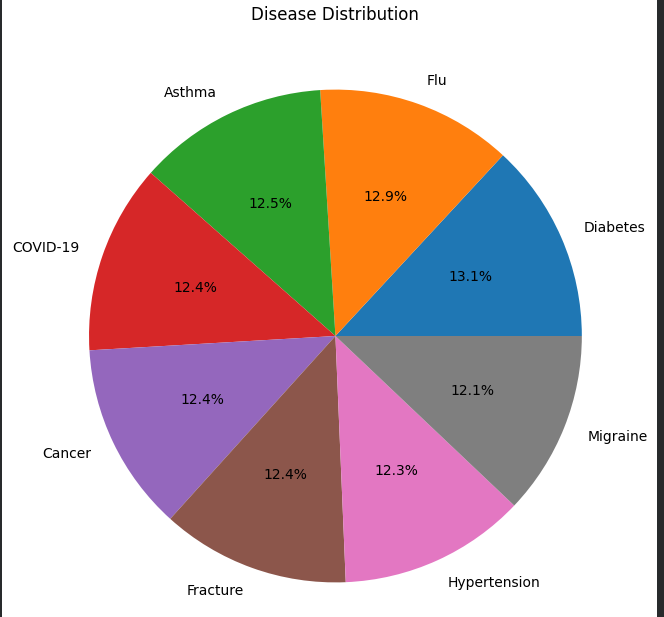 Disease Distribution
Flu
Asthma
12.9%
12.5%
Diabetes
COVID-19
13.1%
12.4%
12.1%
12.4%
Migraine
Cancer
12.3%
12.4%
Hypertension
Fracture